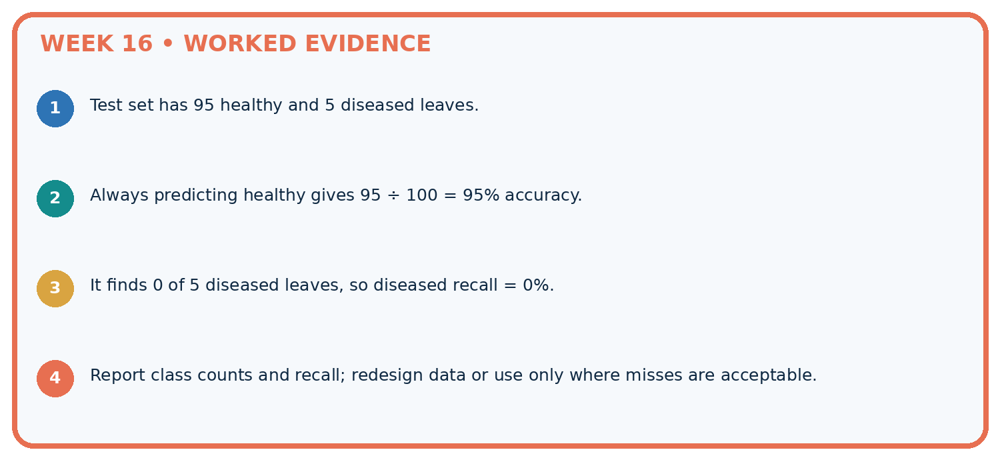 WEEK 16 • WORKED EVIDENCE
1 Test set has 95 healthy and 5 diseased leaves.
2 Always predicting healthy gives 95 ÷ 100 = 95% accuracy.
3 It finds 0 of 5 diseased leaves, so diseased recall = 0%.
4 Report class counts and recall; redesign data or use only where misses are acceptable.